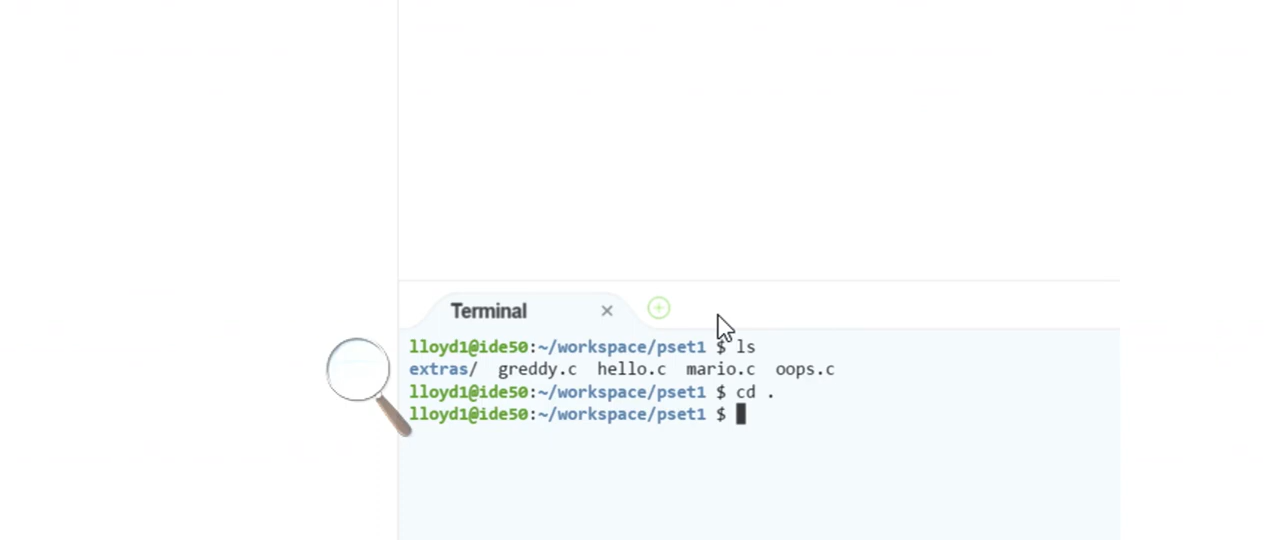 Terminal
lloyd1@ide50:~/workspace/pset1 $ ls
extras/ greddy.c hello.c mario.c oops.c
lloyd1@ide50:~/workspace/pset1 $ cd .
lloyd1@ide50:~/workspace/pset1 $